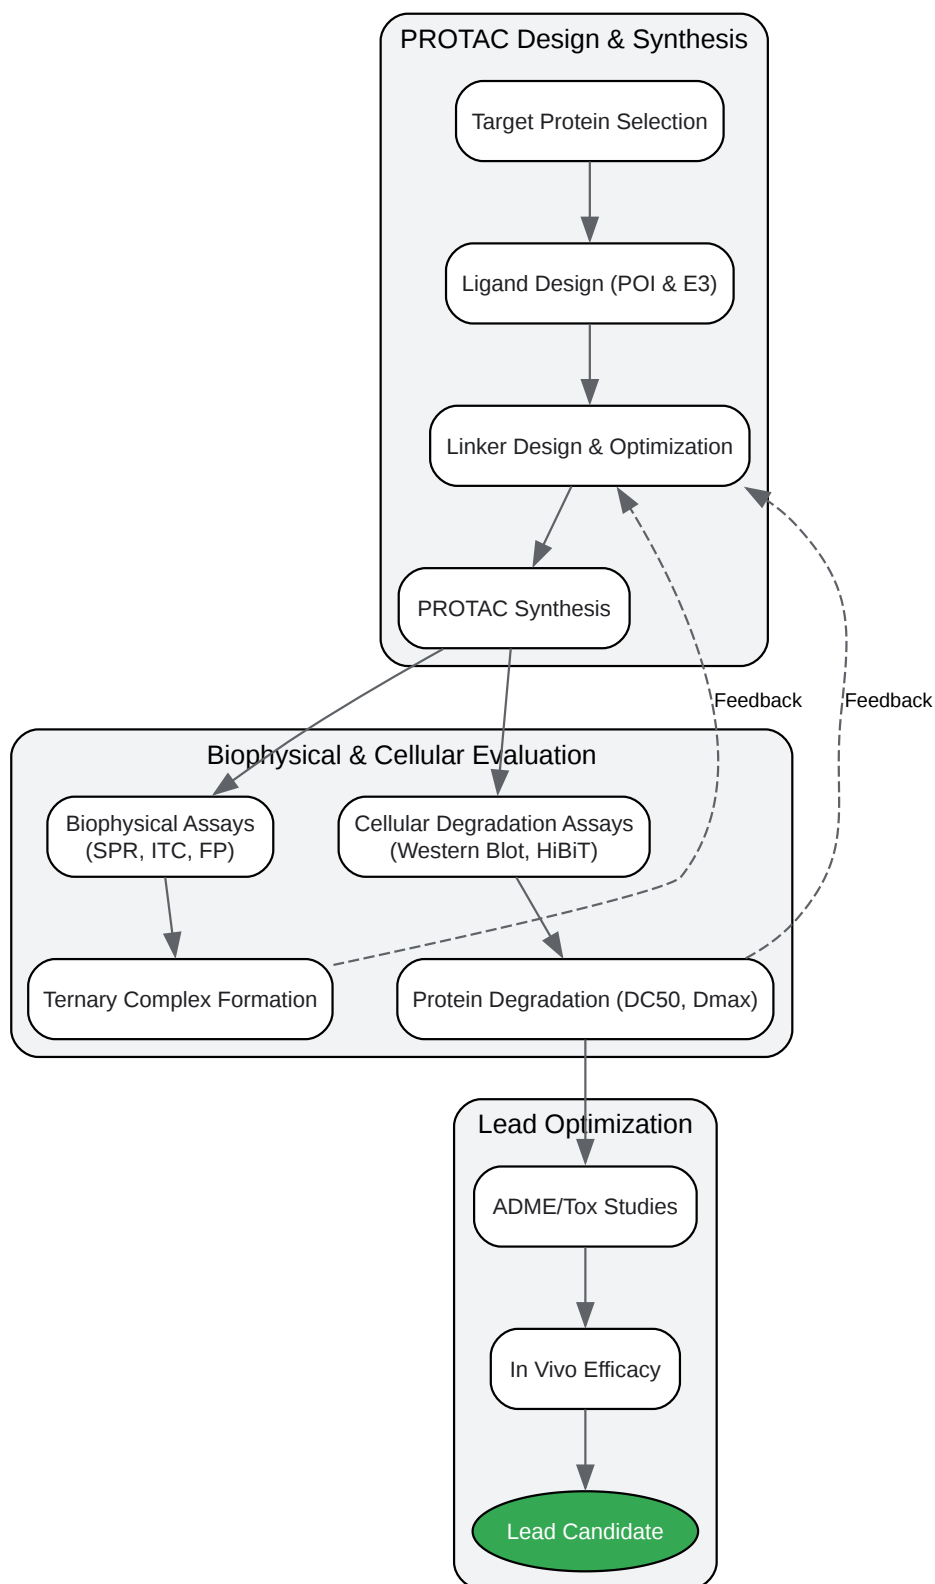 PROTAC Design & Synthesis
Target Protein Selection
Ligand Design (POI & E3)
Linker Design & Optimization
PROTAC Synthesis
Feedback
Feedback
Biophysical & Cellular Evaluation
Biophysical Assays
(SPR, ITC, FP)
Cellular Degradation Assays
(Western Blot, HiBiT)
Ternary Complex Formation
Protein Degradation (DC50, Dmax)
Lead Optimization
ADME/Tox Studies
In Vivo Efficacy
Lead Candidate